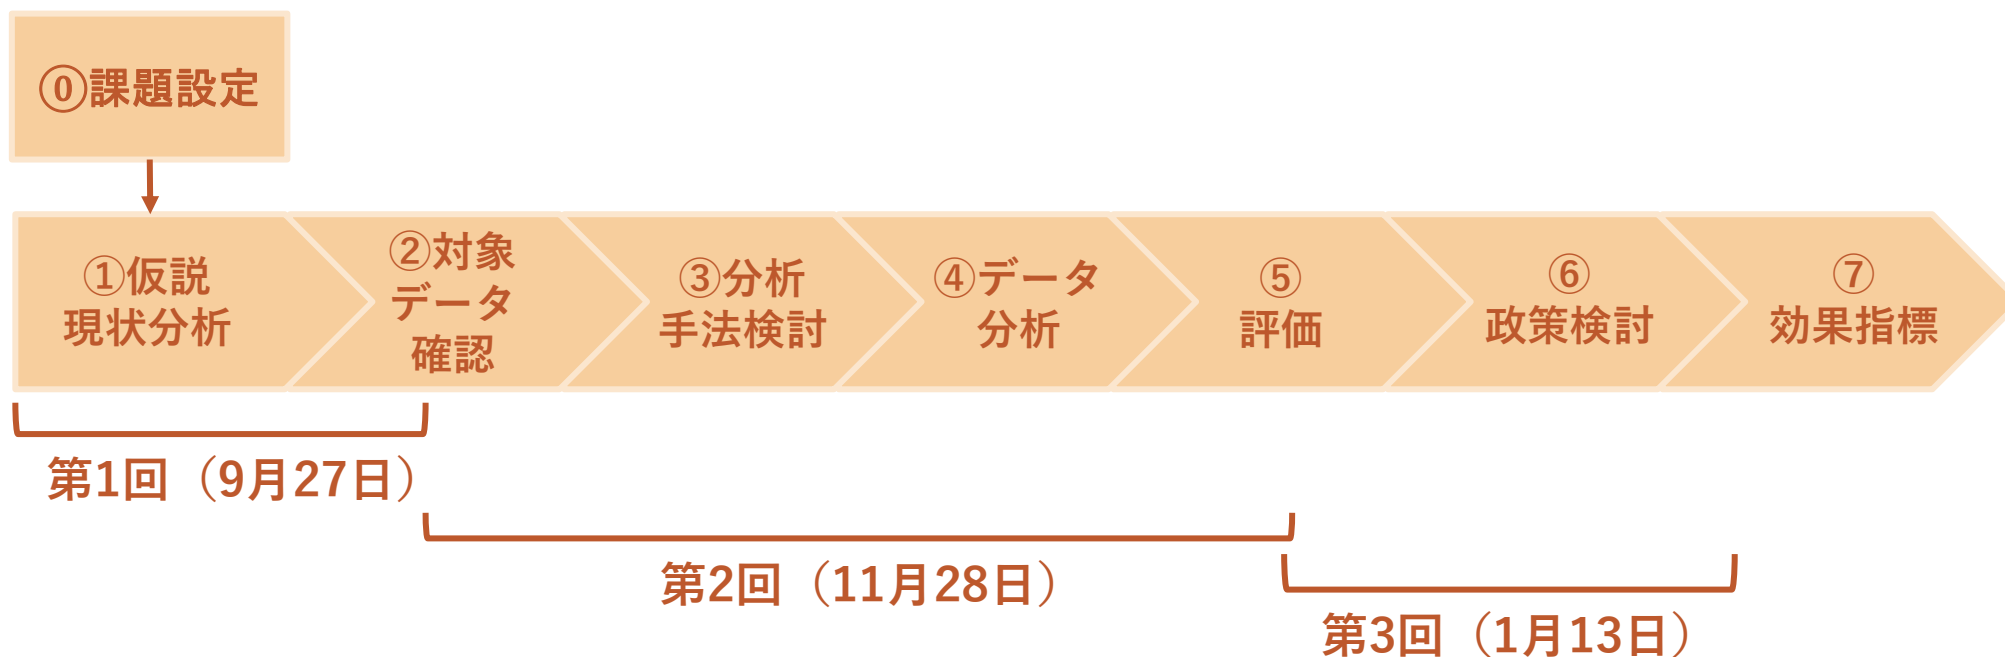 ⓪課題設定
①仮説
現状分析
②対象
データ
確認
③分析
手法検討
④データ
分析
⑤
評価
⑥
政策検討
⑦
効果指標
第1回（9月27日）
第2回（11月28日）
第3回（1月13日）